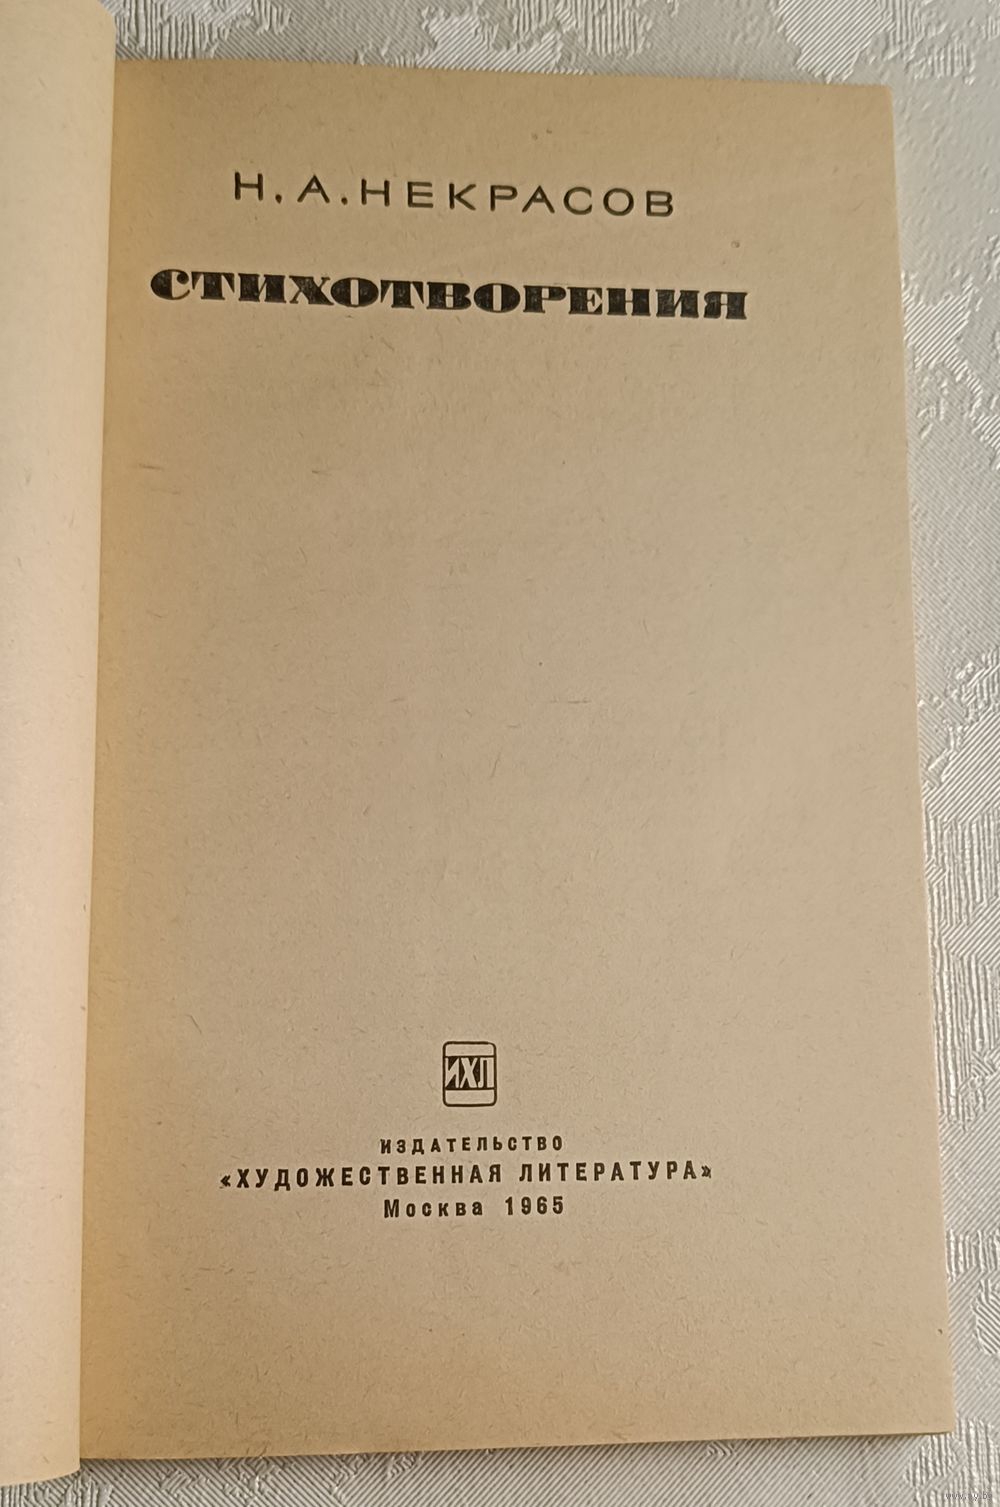 Н. А. НЕКРАСОВ
СТИХОТВОРЕНИЯ
ИХЛ
ИЗДАТЕЛЬСТВО
«ХУДОЖЕСТВЕННАЯ ЛИТЕРАТУРА»
Москва 1965